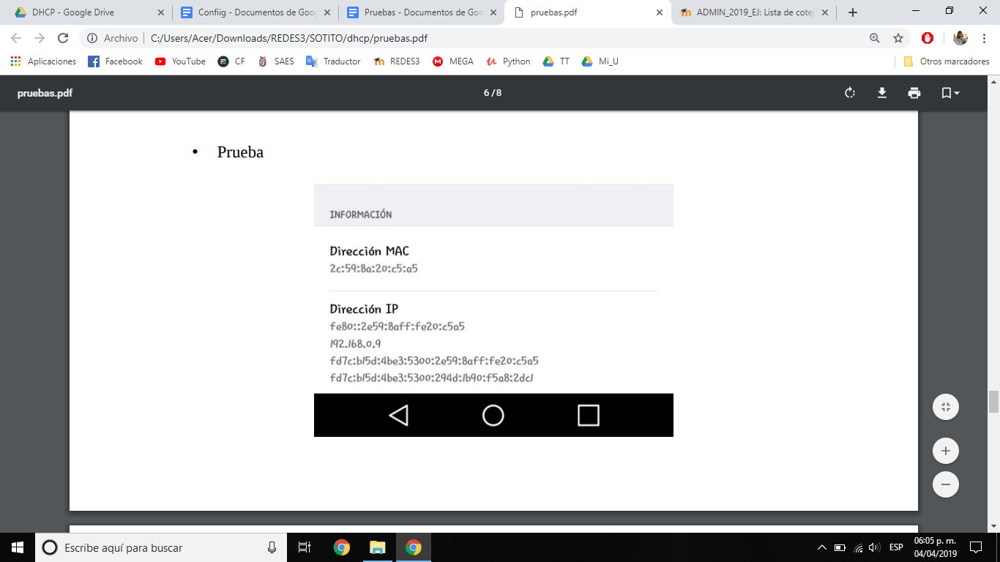 DHCP - Google Drive
Confiig - Documentos de Goog
Pruebas - Documentos de Goo
pruebas.pdf
ADMIN_2019_EJ: Lista de cotej
Archivo
C:/Users/Acer/Downloads/REDES3/SOTITO/dhcp/pruebas.pdf
Aplicaciones
Facebook
YouTube
CF
SAES
Traductor
REDES3
MEGA
Python
TT
Mi_U
Otros marcadores
pruebas.pdf
6 / 8
• Prueba
INFORMACIÓN
Dirección MAC
2c:59:8a:20:c5:a5
Dirección IP
fe80::2e59:8aff:fe20:c5a5
192.168.0.9
fd7c:b15d:4be3:5300:2e59:8aff:fe20:c5a5
fd7c:b15d:4be3:5300:294d:1b90:f5a8:2dc1
Escribe aquí para buscar
ESP
06:05 p. m.
04/04/2019